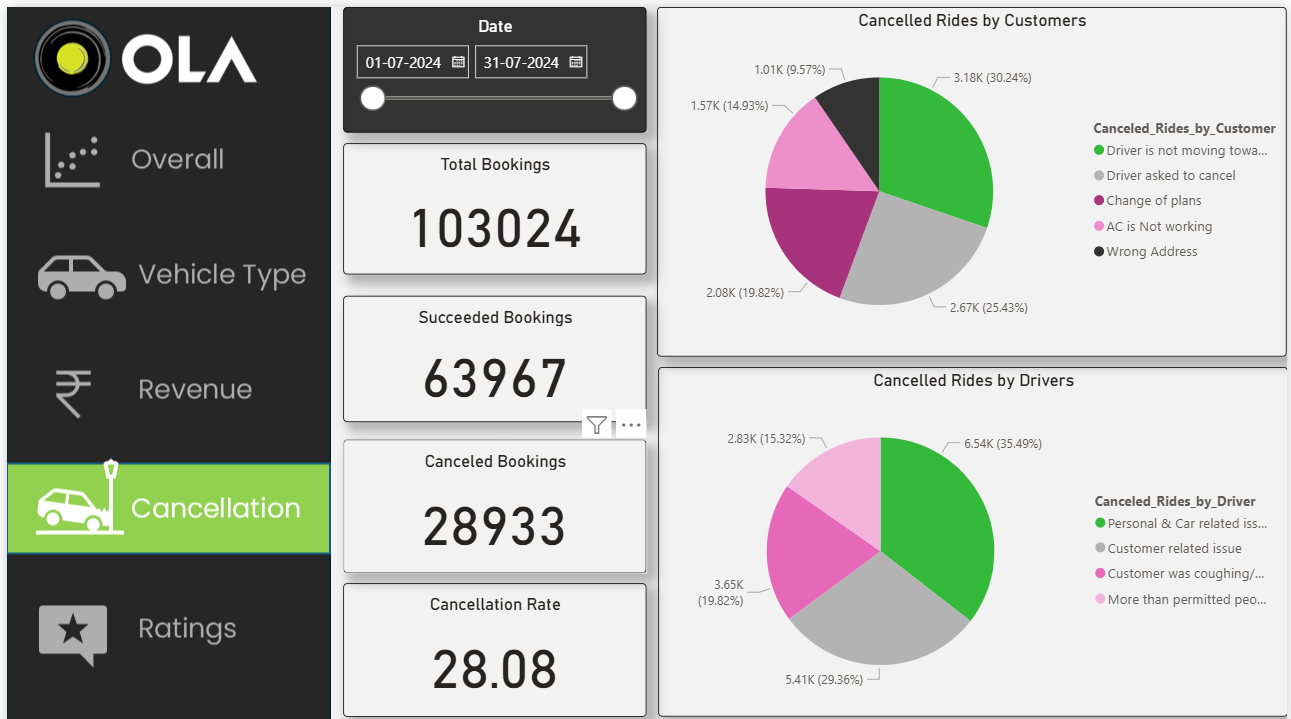 OLA
Overall
Vehicle Type
Revenue
Cancellation
Ratings
Date
01-07-2024
31-07-2024
Total Bookings
103024
Succeeded Bookings
63967
Canceled Bookings
28933
Cancellation Rate
28.08
Cancelled Rides by Customers
1.01K (9.57%)
3.18K (30.24%)
1.57K (14.93%)
2.08K (19.82%)
2.67K (25.43%)
Canceled_Rides_by_Customer
Driver is not moving towa...
Driver asked to cancel
Change of plans
AC is Not working
Wrong Address
Cancelled Rides by Drivers
2.83K (15.32%)
6.54K (35.49%)
3.65K
(19.82%)
5.41K (29.36%)
Canceled_Rides_by_Driver
Personal & Car related iss...
Customer related issue
Customer was coughing/...
More than permitted peo...